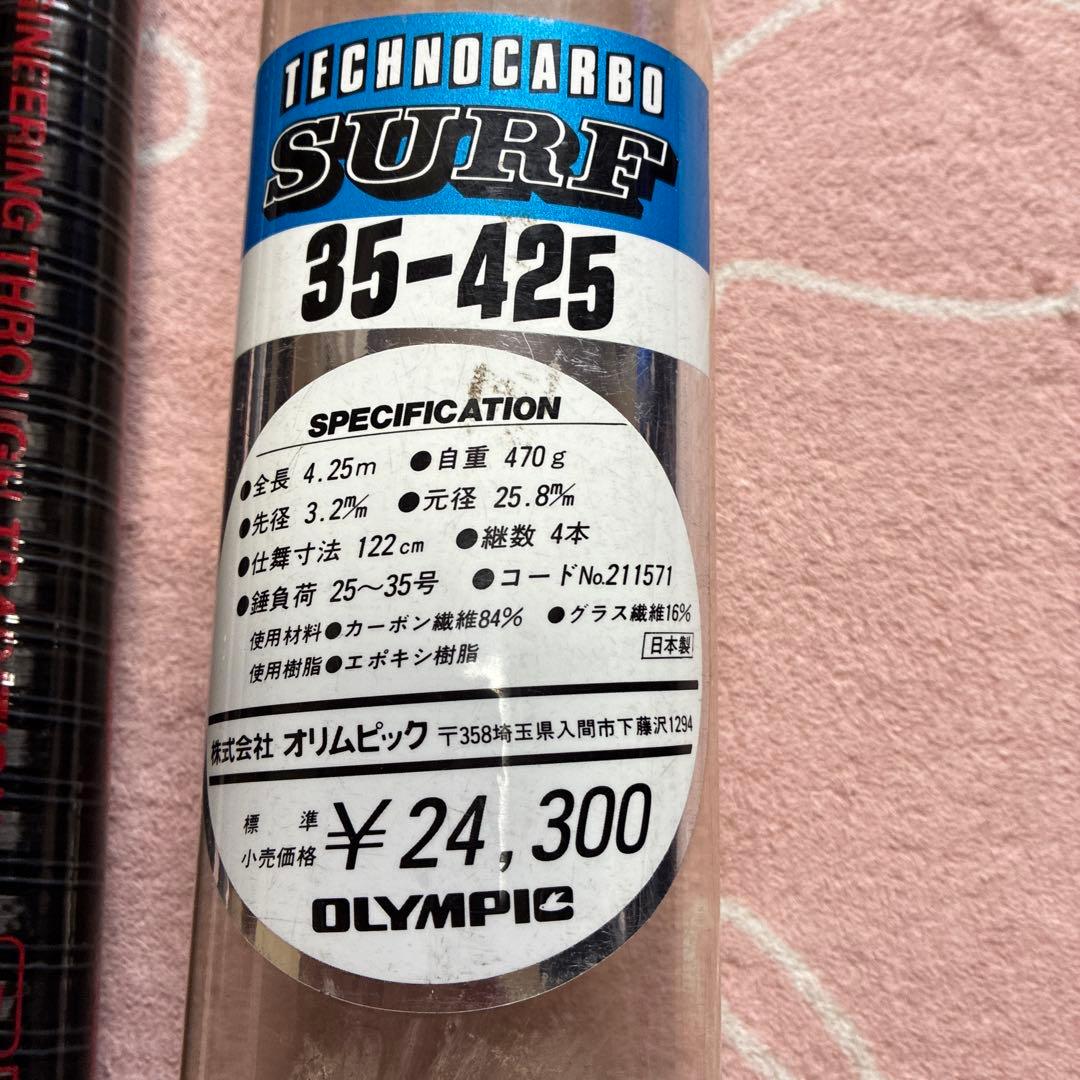 TECHNOCARBO
SURF
35-425
SPECIFICATION
●全長 4.25m ●自重 470g
●先径 3.2m/m ●元径 25.8m/m
●仕舞寸法 122cm ●継数 4本
●錘負荷 25〜35号 ●コードNo.211571
使用材料●カーボン繊維84% ●グラス繊維16%
使用樹脂●エポキシ樹脂 日本製
株式会社 オリムピック 〒358埼玉県入間市下藤沢1294
標準
小売価格 ¥24,300
OLYMPIC
INEERING THROUGH